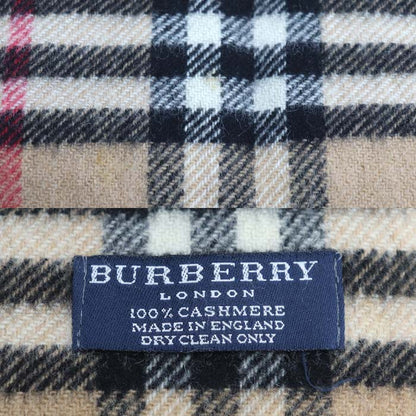 BURBERRY
LONDON
100% CASHMERE
MADE IN ENGLAND
DRY CLEAN ONLY